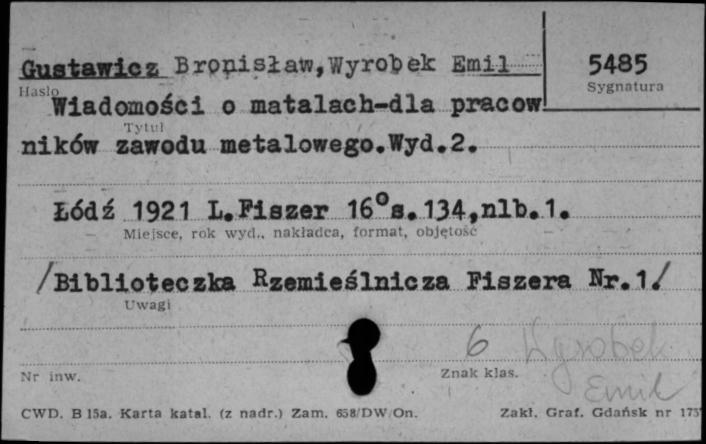 Gustawicz Bronisław,Wyrobek Emil
5485
Hasło
Sygnatura
Wiadomości o matalach-dla pracow
Tytuł
ników zawodu metalowego.Wyd.2.
Łódź 1921 L.Fiszer 16°s.134,nlb.1.
Miejsce, rok wyd., nakładca, format, objętość
/Biblioteczka Rzemieślnicza Fiszera Nr.1/
Uwagi
6 Wyrobek
Nr inw.
Znak klas.
Emil
CWD. B 15a. Karta katal. (z nadr.) Zam. 658/DW/On.
Zakł. Graf. Gdańsk nr 175